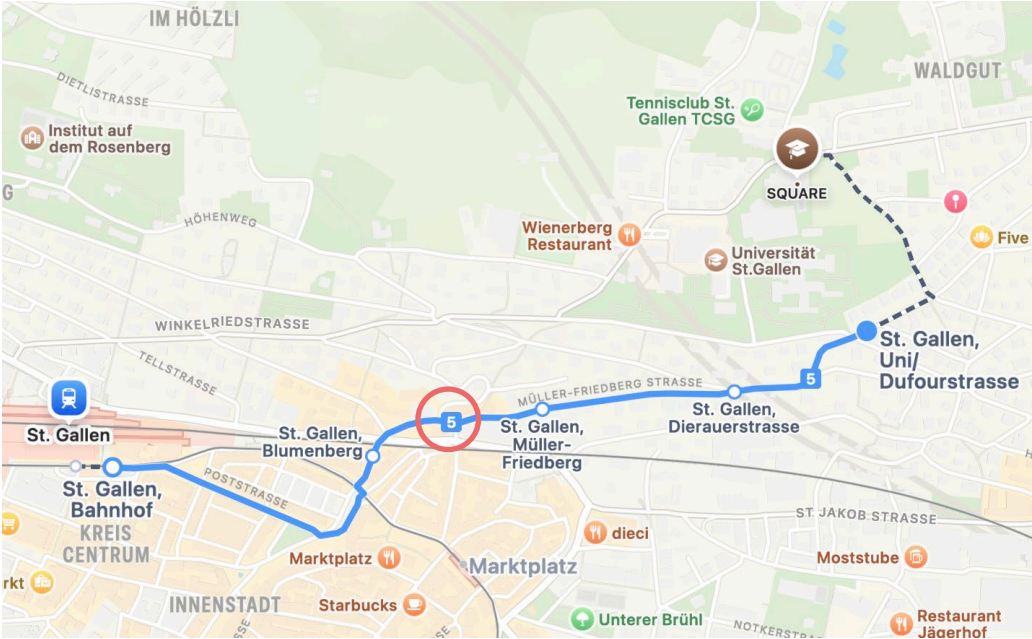 IM HÖLZLI
WALDGUT
DIETLISTRASSE
Tennisclub St.
Gallen TCSG
Institut auf
dem Rosenberg
SQUARE
G
HÖHENWEG
Wienerberg
Restaurant
Five
Universität
St.Gallen
WINKELRIEDSTRASSE
St. Gallen,
Uni/
Dufourstrasse
TELLSTRASSE
5
MÜLLER-FRIEDBERG STRASSE
St. Gallen
5
St. Gallen,
Dierauerstrasse
St. Gallen,
Müller-
Friedberg
St. Gallen,
Blumenberg
POSTSTRASSE
St. Gallen,
Bahnhof
KREIS
CENTRUM
ST JAKOB STRASSE
dieci
Marktplatz
Marktplatz
Moststube
rkt
INNENSTADT
Starbucks
Unterer Brühl
NOTKERSTRASSE
Restaurant
Jägerhof